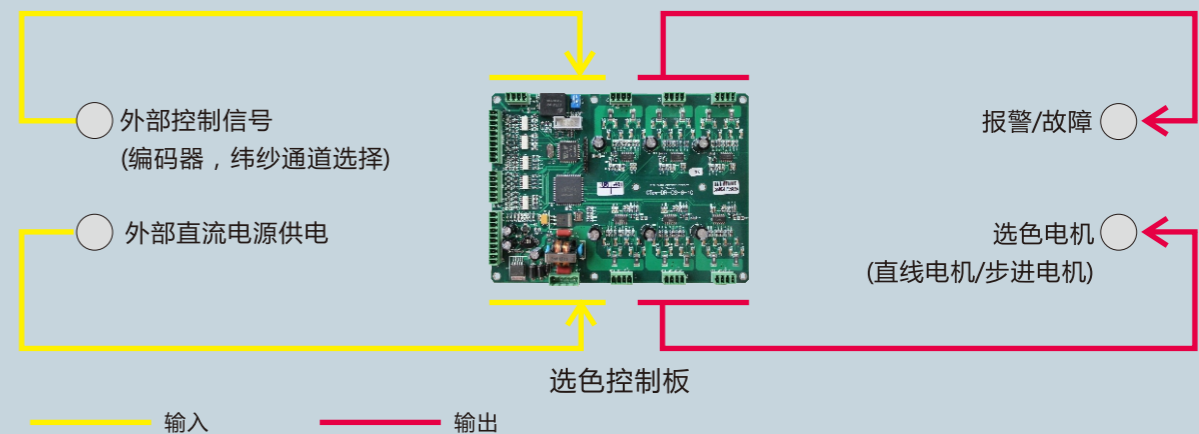 外部控制信号
(编码器，纬纱通道选择)
外部直流电源供电
报警/故障
选色电机
(直线电机/步进电机)
选色控制板
输入
输出